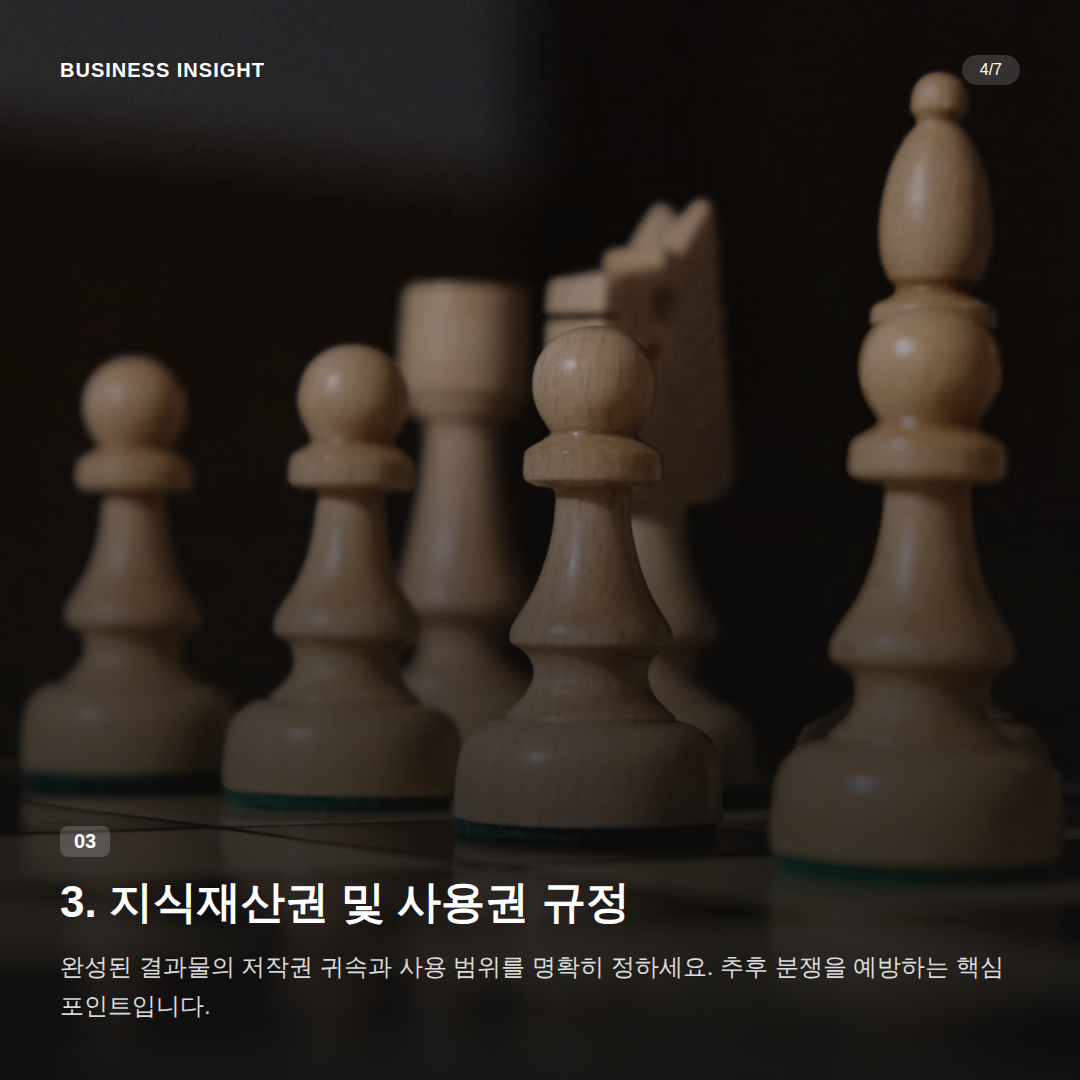 BUSINESS INSIGHT
4/7
03
3. 지식재산권 및 사용권 규정
완성된 결과물의 저작권 귀속과 사용 범위를 명확히 정하세요. 추후 분쟁을 예방하는 핵심
포인트입니다.